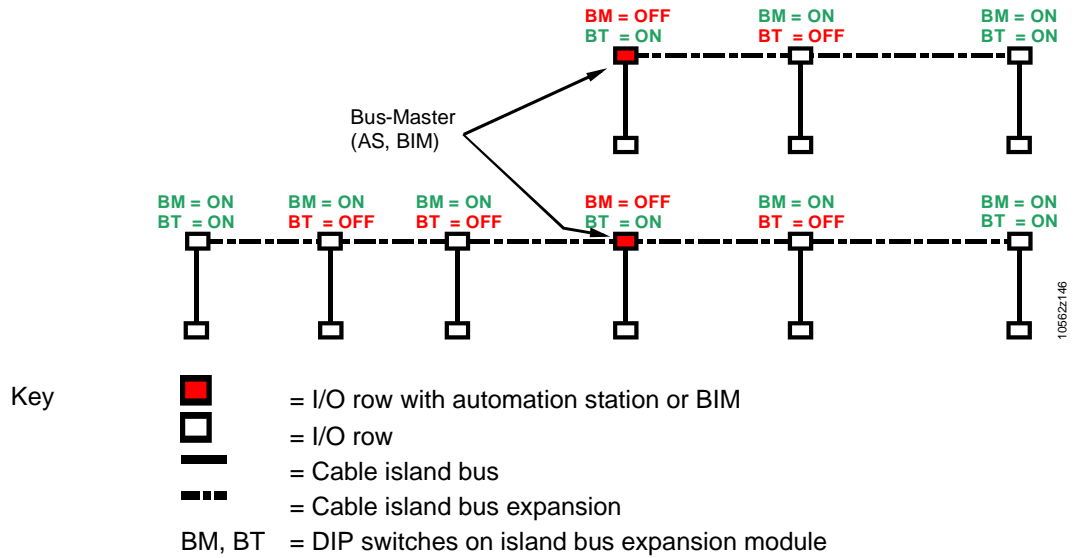 BM = OFF BM = ON BM = ON
BT = ON BT = OFF BT = ON
Bus-Master
(AS, BIM)
BM = ON BM = ON BM = ON BM = OFF BM = ON BM = ON
BT = ON BT = OFF BT = OFF BT = ON BT = OFF BT = ON
10562z146
Key
= I/O row with automation station or BIM
= I/O row
= Cable island bus
= Cable island bus expansion
BM, BT = DIP switches on island bus expansion module